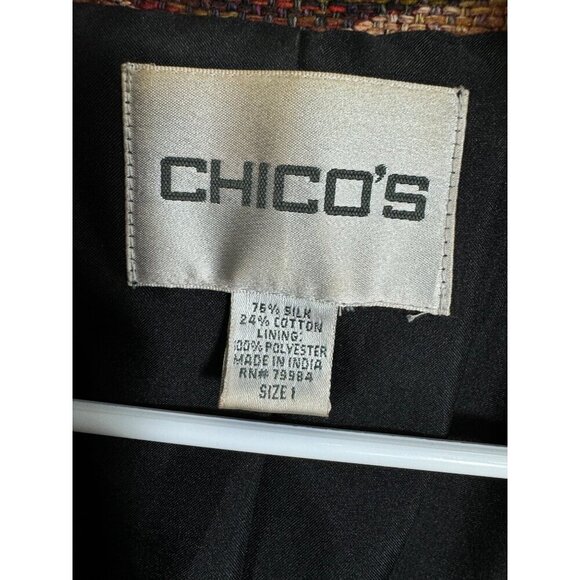 CHICO'S
76% SILK
24% COTTON
LINING:
100% POLYESTER
MADE IN INDIA
RN# 79984
SIZE 1